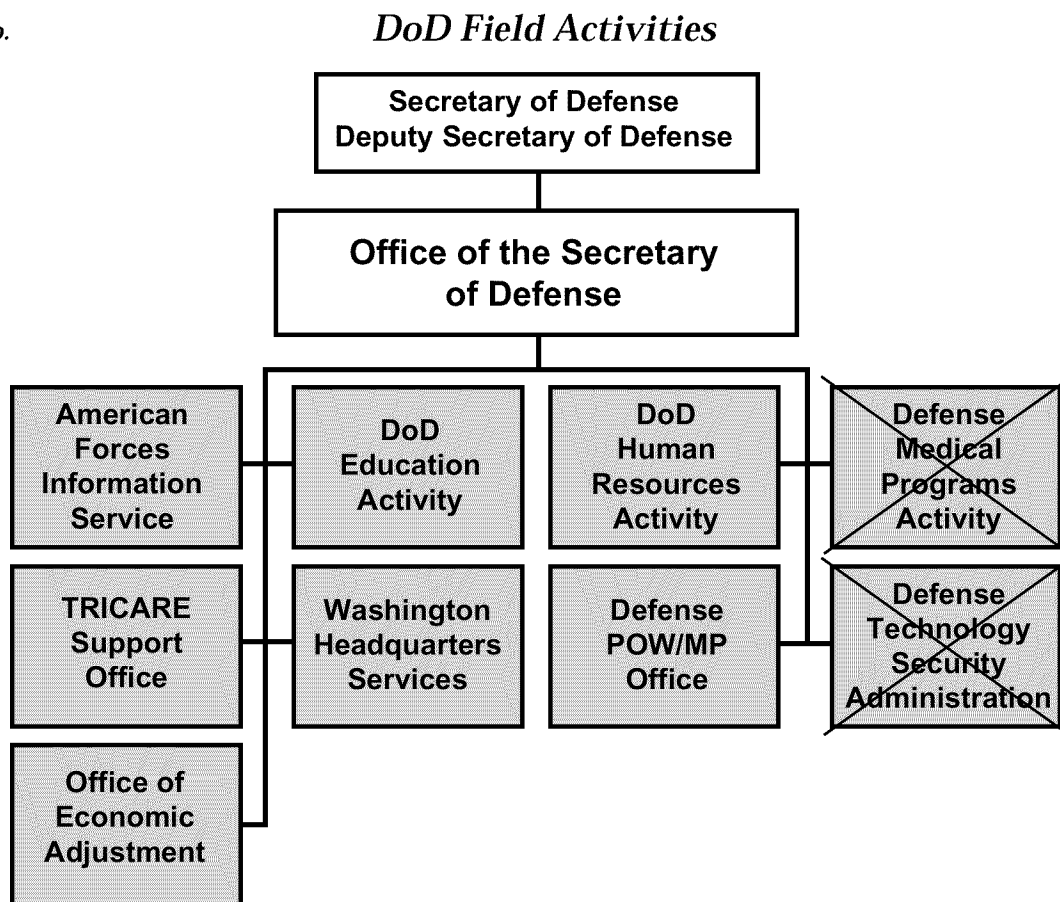 DoD Field Activities
Secretary of Defense
Deputy Secretary of Defense
Office of the Secretary
of Defense
American
Forces
Information
Service
DoD
Education
Activity
DoD
Human
Resources
Activity
Defense
Medical
Programs
Activity
TRICARE
Support
Office
Washington
Headquarters
Services
Defense
POW/MP
Office
Defense
Technology
Security
Administration
Office of
Economic
Adjustment